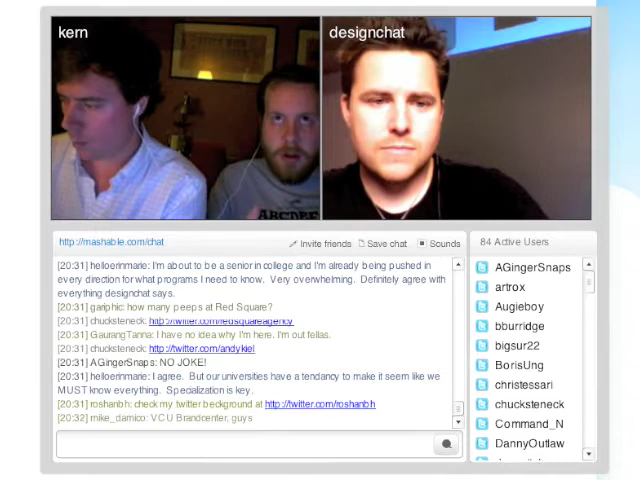 kern
designchat
ABCDEF
http://mashable.com/chat
Invite friends
Save chat
Sounds
84 Active Users
[20:31] helloerinmarie: I'm about to be a senior in college and I'm already being pushed in
every direction for what programs I need to know. Very overwhelming. Definitely agree with
everything designchat says.
[20:31] gariphic: how many peeps at Red Square?
[20:31] chucksteneck: http://twitter.com/redsquareagency
[20:31] GaurangTanna: I have no idea why I'm here. I'm out fellas.
[20:31] chucksteneck: http://twitter.com/andykiel
[20:31] AGingerSnaps: NO JOKE!
[20:31] helloerinmarie: I agree. But our universities have a tendancy to make it seem like we
MUST know everything. Specialization is key.
[20:31] roshanbh: check my twitter beckground at http://twitter.com/roshanbh
[20:32] mike_damico: VCU Brandcenter, guys
AGingerSnaps
artrox
Augieboy
bburridge
bigsur22
BorisUng
christessari
chucksteneck
Command_N
DannyOutlaw